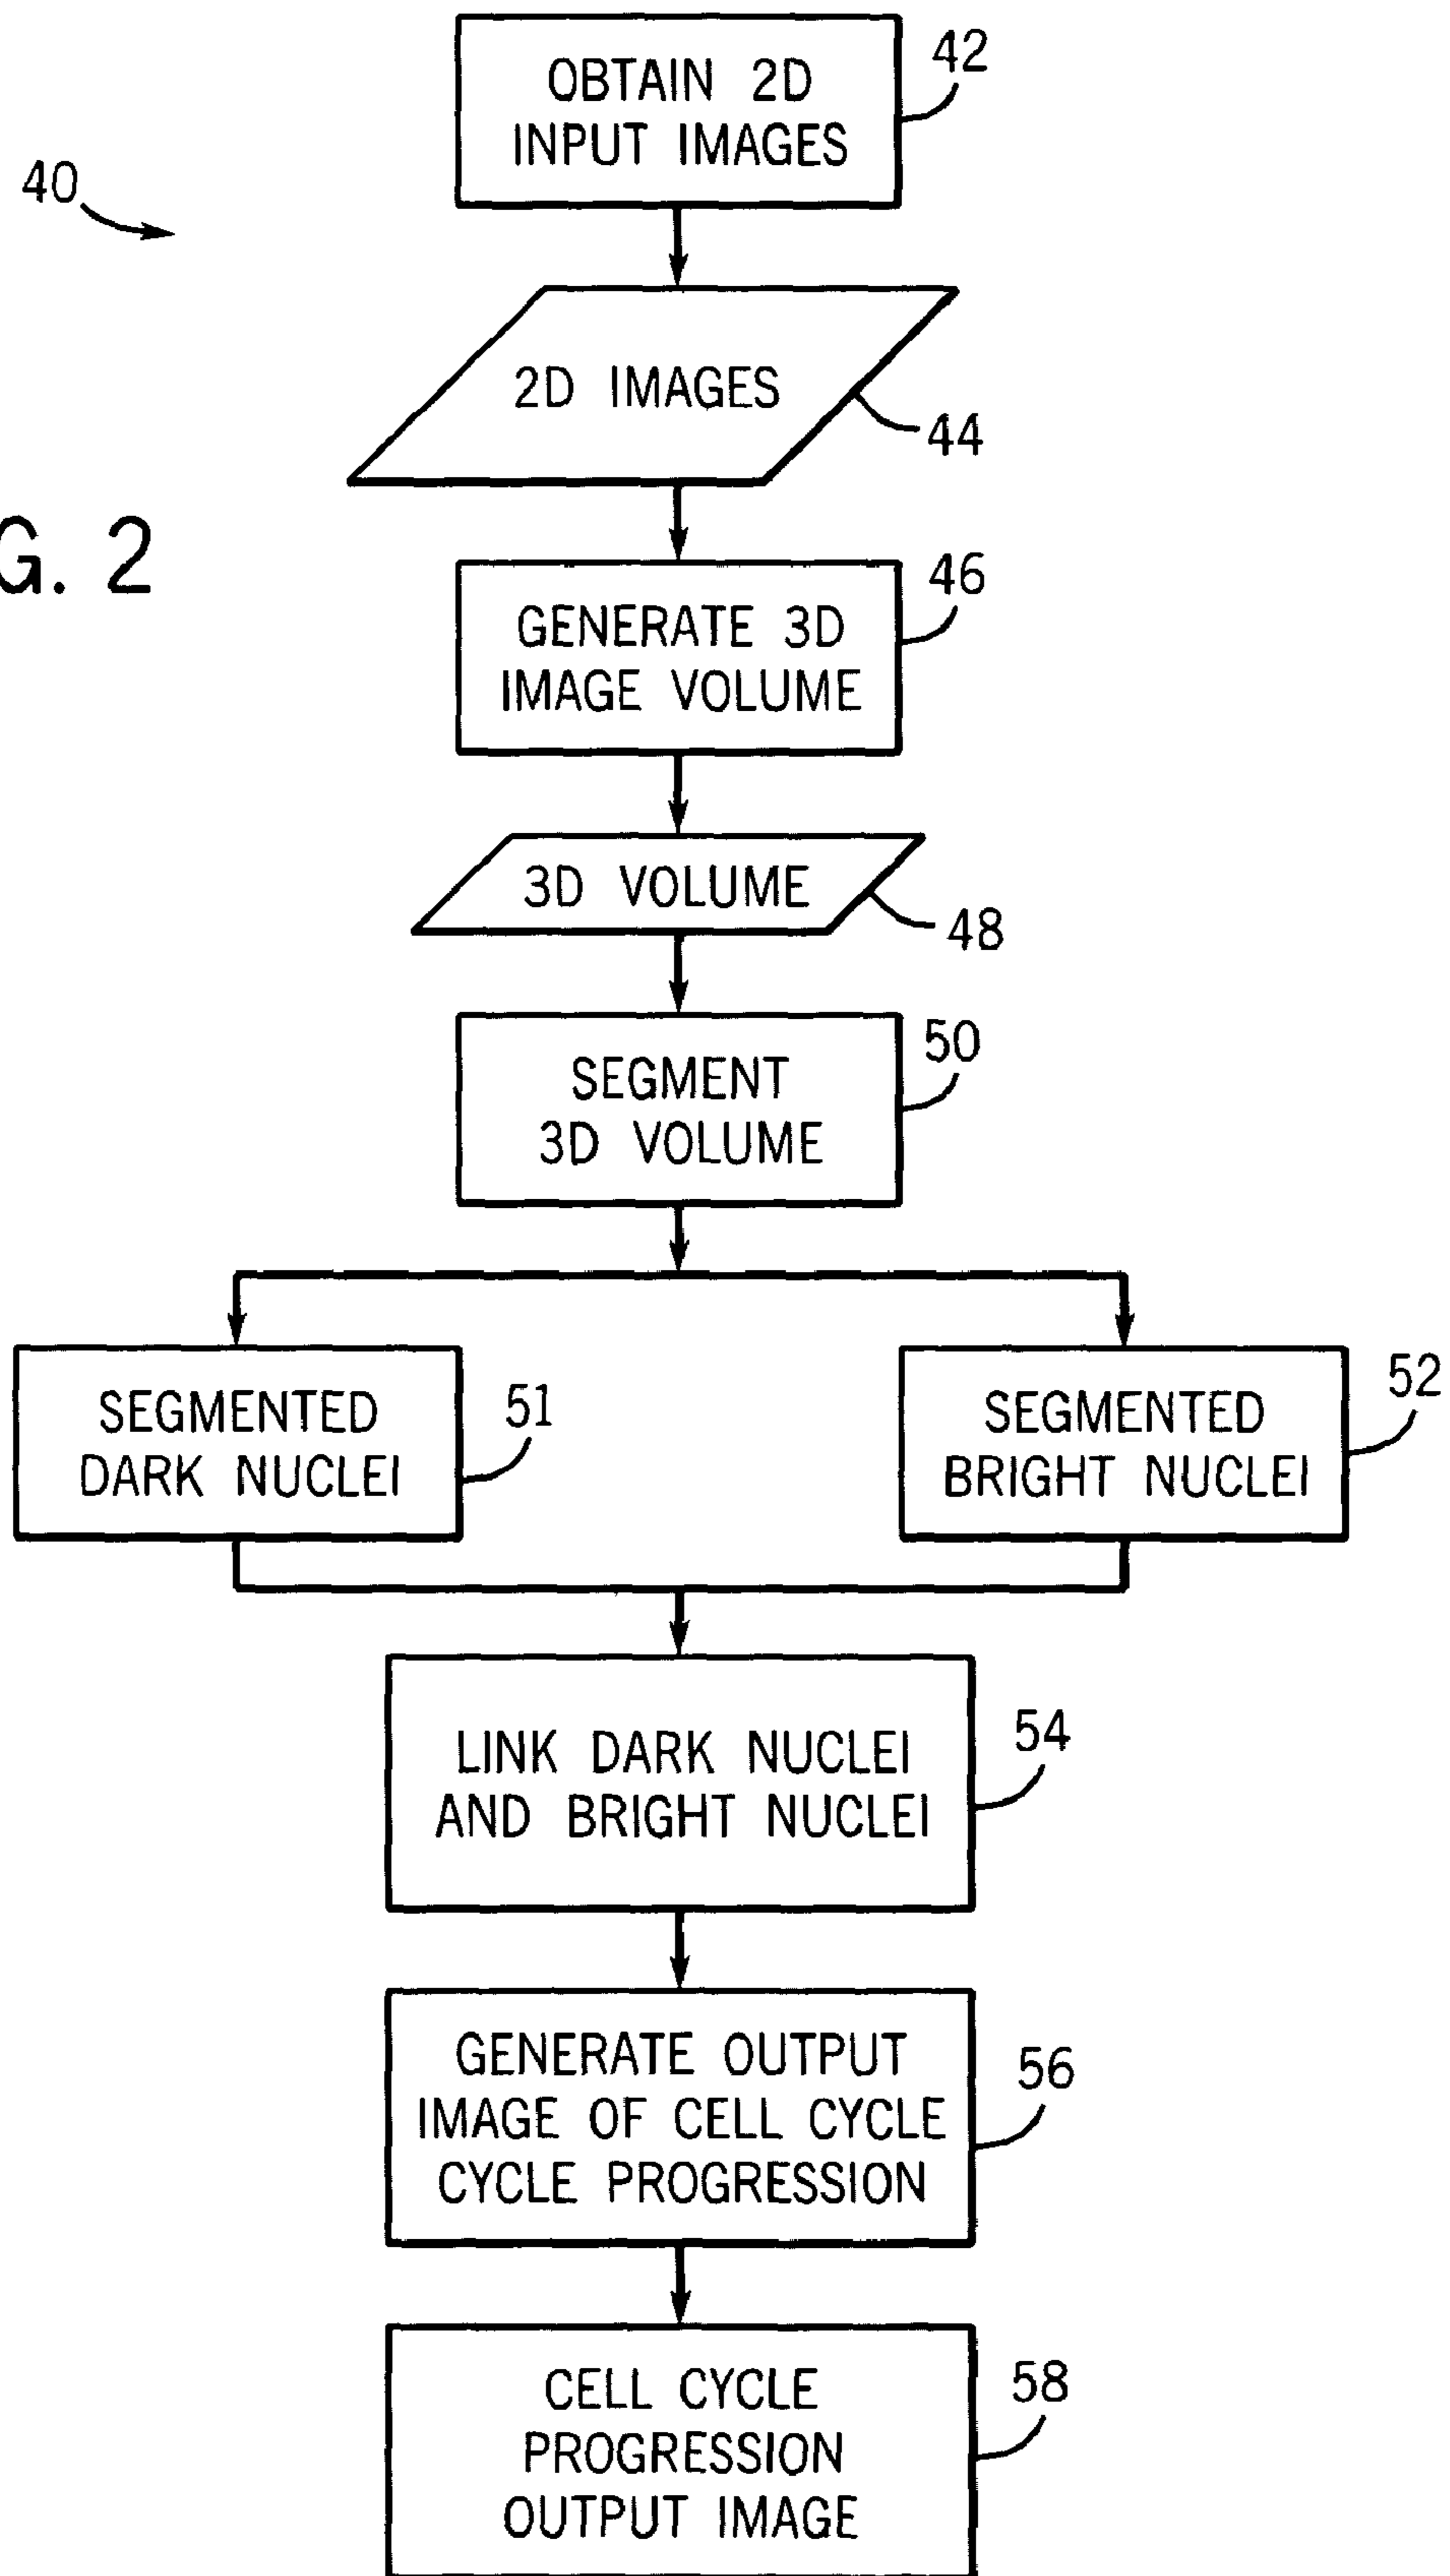 OBTAIN 2D
INPUT IMAGES
42
40
2D IMAGES
44
G. 2
GENERATE 3D
IMAGE VOLUME
46
3D VOLUME
48
SEGMENT
3D VOLUME
50
SEGMENTED
DARK NUCLEI
51
SEGMENTED
BRIGHT NUCLEI
52
LINK DARK NUCLEI
AND BRIGHT NUCLEI
54
GENERATE OUTPUT
IMAGE OF CELL CYCLE
CYCLE PROGRESSION
56
CELL CYCLE
PROGRESSION
OUTPUT IMAGE
58